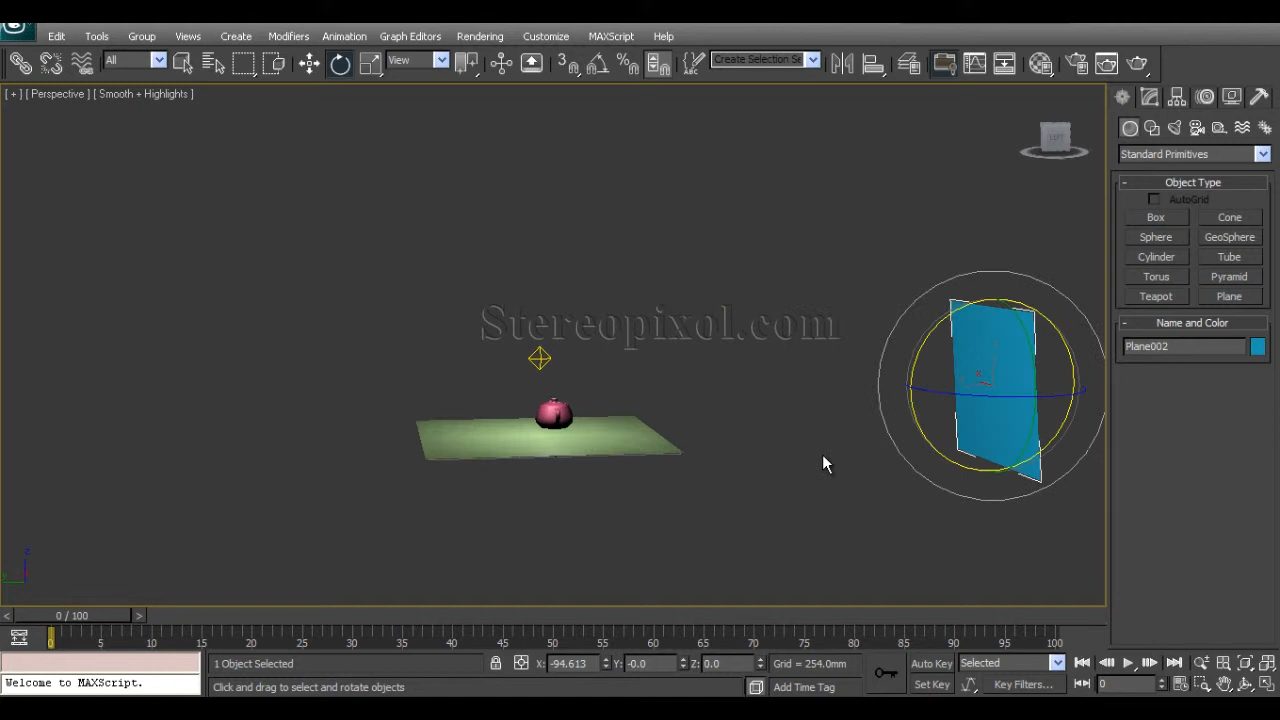 Edit Tools Group Views Create Modifiers Animation Graph Editors Rendering Customize MAXScript Help
All View 3 Create Selection Se
[ + ] [ Perspective ] [ Smooth + Highlights ]
Standard Primitives
- Object Type
AutoGrid
Box Cone
Sphere GeoSphere
Cylinder Tube
Torus Pyramid
Teapot Plane
- Name and Color
Plane002
Stereopixol.com
x
z
y
< 0 / 100 >
0 5 10 15 20 25 30 35 40 45 50 55 60 65 70 75 80 85 90 95 100
1 Object Selected X: -94.613 Y: -0.0 Z: 0.0 Grid = 254.0mm Auto Key Selected
Welcome to MAXScript. Click and drag to select and rotate objects Add Time Tag Set Key Key Filters... 0